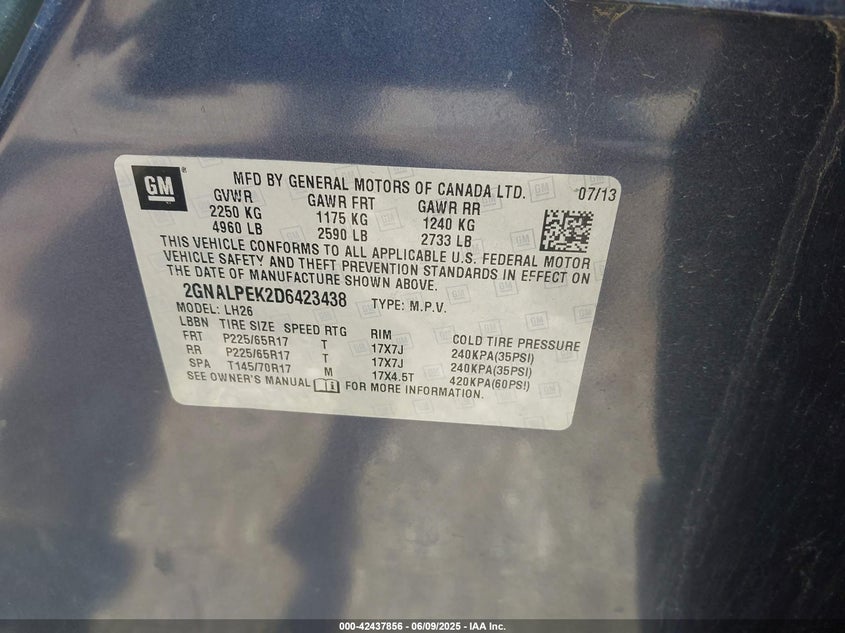 GM ® MFD BY GENERAL MOTORS OF CANADA LTD. 07/13
GVWR GAWR FRT GAWR RR
2250 KG 1175 KG 1240 KG
4960 LB 2590 LB 2733 LB
THIS VEHICLE CONFORMS TO ALL APPLICABLE U.S. FEDERAL MOTOR
VEHICLE SAFETY AND THEFT PREVENTION STANDARDS IN EFFECT ON
THE DATE OF MANUFACTURE SHOWN ABOVE.
2GNALPEK2D6423438 TYPE: M.P.V.
MODEL: LH26
LBBN TIRE SIZE SPEED RTG RIM COLD TIRE PRESSURE
FRT P225/65R17 T 17X7J 240KPA(35PSI)
RR P225/65R17 T 17X7J 240KPA(35PSI)
SPA T145/70R17 M 17X4.5T 420KPA(60PSI)
SEE OWNER'S MANUAL FOR MORE INFORMATION.
000-42437856 - 06/09/2025 - IAA Inc.